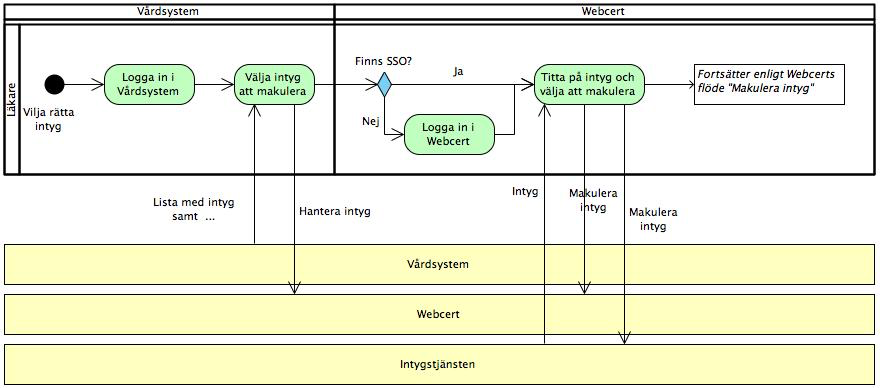 Vårdsystem
Webcert
Läkare
Vilja rätta
intyg
Logga in i
Vårdsystem
Välja intyg
att makulera
Finns SSO?
Ja
Nej
Logga in i
Webcert
Titta på intyg och
välja att makulera
Fortsätter enligt Webcerts
flöde "Makulera intyg"
Lista med intyg
samt ...
Hantera intyg
Intyg
Makulera
intyg
Makulera
intyg
Vårdsystem
Webcert
Intygstjänsten